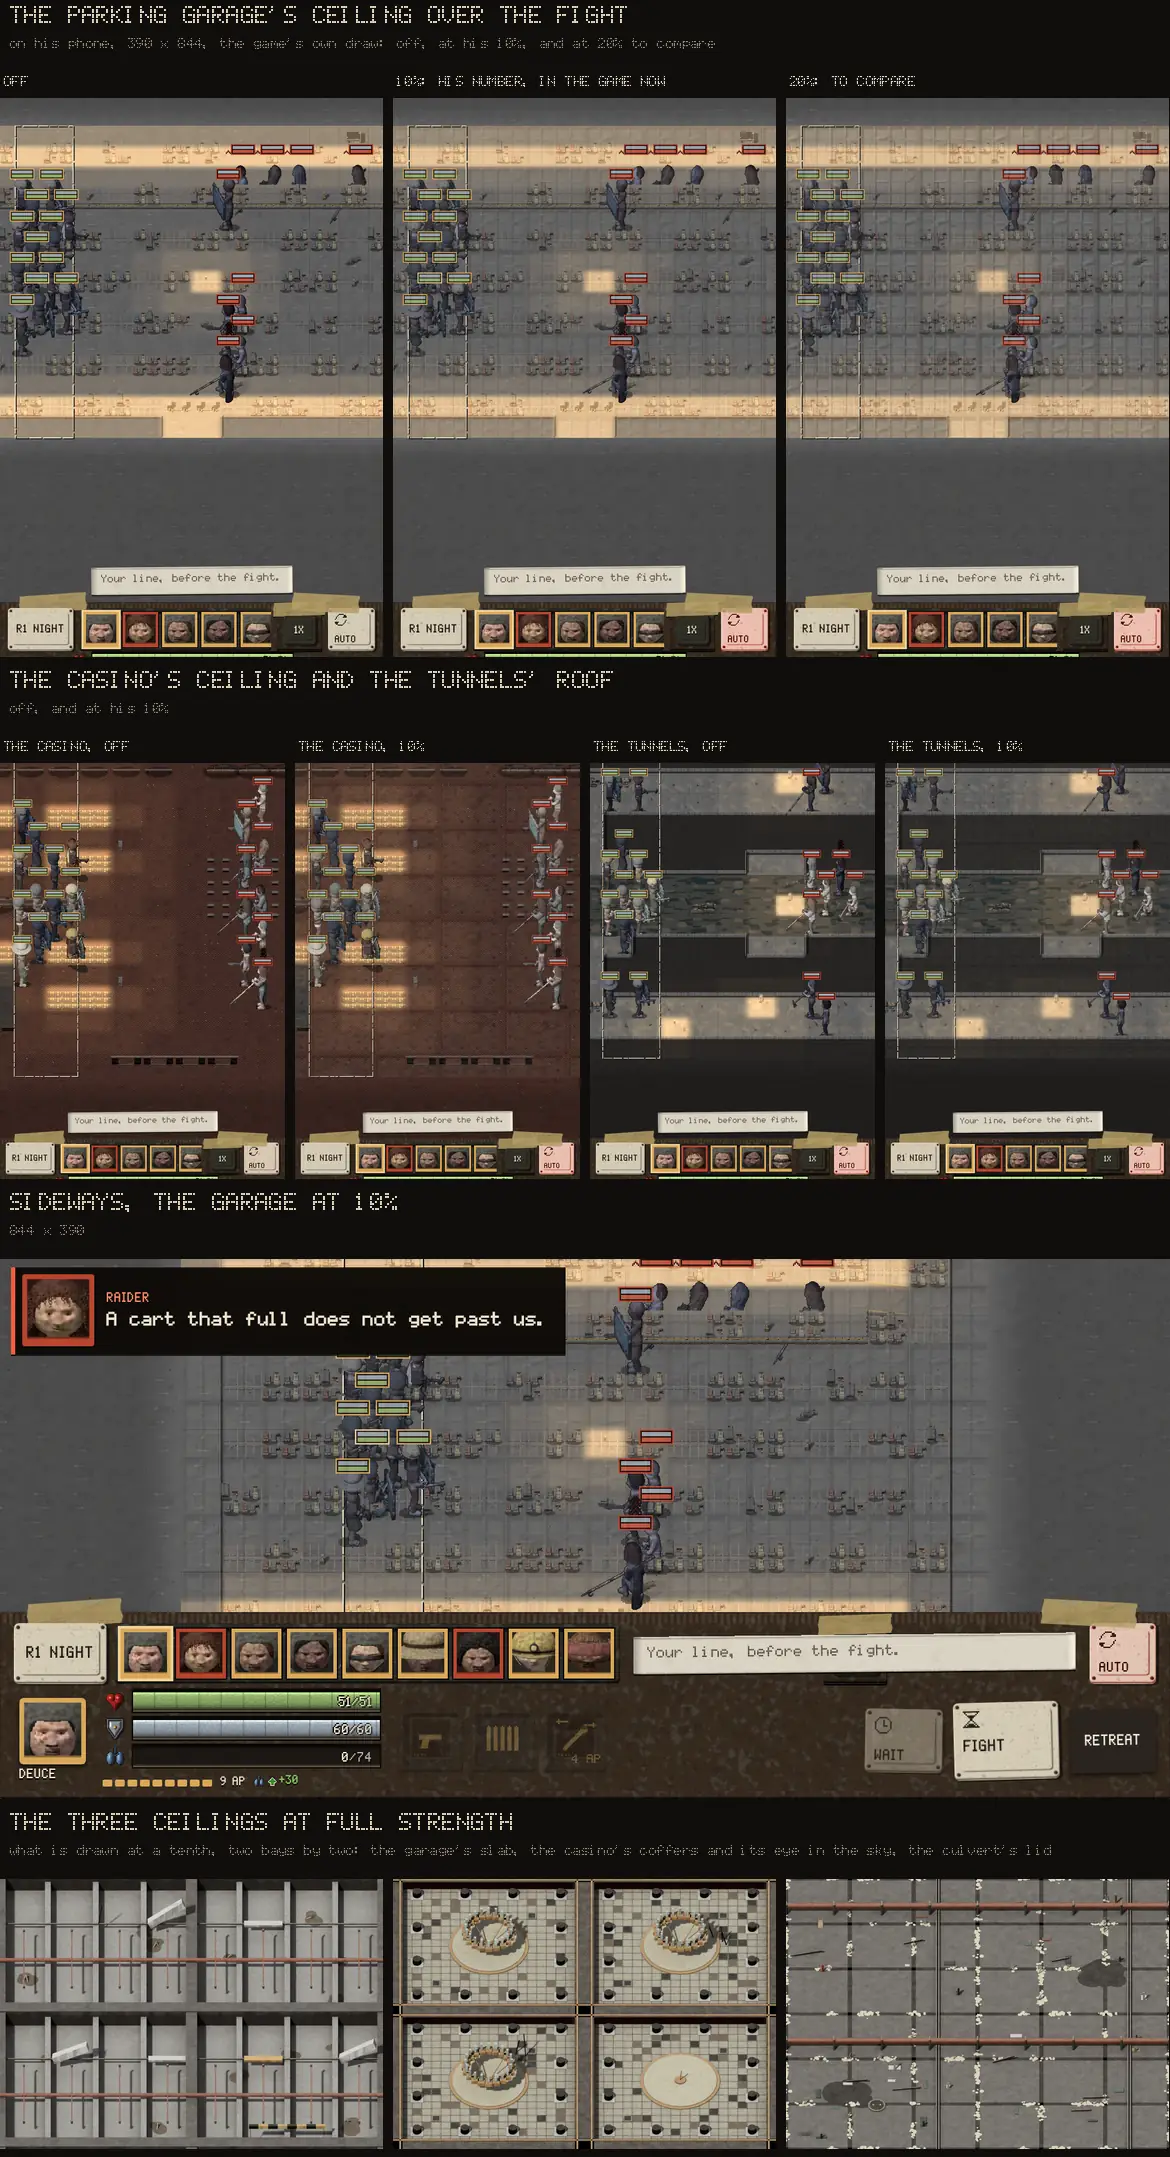 THE PARKING GARAGE'S CEILING OVER THE FIGHT
on his phone, 390 x 844, the game's own draw: off, at his 10%, and at 20% to compare
OFF
10%: HIS NUMBER, IN THE GAME NOW
20%: TO COMPARE
Your line, before the fight.
Your line, before the fight.
Your line, before the fight.
R1 NIGHT
1X
AUTO
R1 NIGHT
1X
AUTO
R1 NIGHT
1X
AUTO
THE CASINO'S CEILING AND THE TUNNELS' ROOF
off, and at his 10%
THE CASINO, OFF
THE CASINO, 10%
THE TUNNELS, OFF
THE TUNNELS, 10%
Your line, before the fight.
Your line, before the fight.
Your line, before the fight.
Your line, before the fight.
R1 NIGHT
1X
AUTO
R1 NIGHT
1X
AUTO
R1 NIGHT
1X
AUTO
R1 NIGHT
1X
AUTO
SIDEWAYS, THE GARAGE AT 10%
844 x 390
RAIDER
A cart that full does not get past us.
R1 NIGHT
Your line, before the fight.
AUTO
51/51
60/60
0/74
DEUCE
9 AP
+30
4 AP
WAIT
FIGHT
RETREAT
THE THREE CEILINGS AT FULL STRENGTH
what is drawn at a tenth, two bays by two: the garage's slab, the casino's coffers and its eye in the sky, the culvert's lid